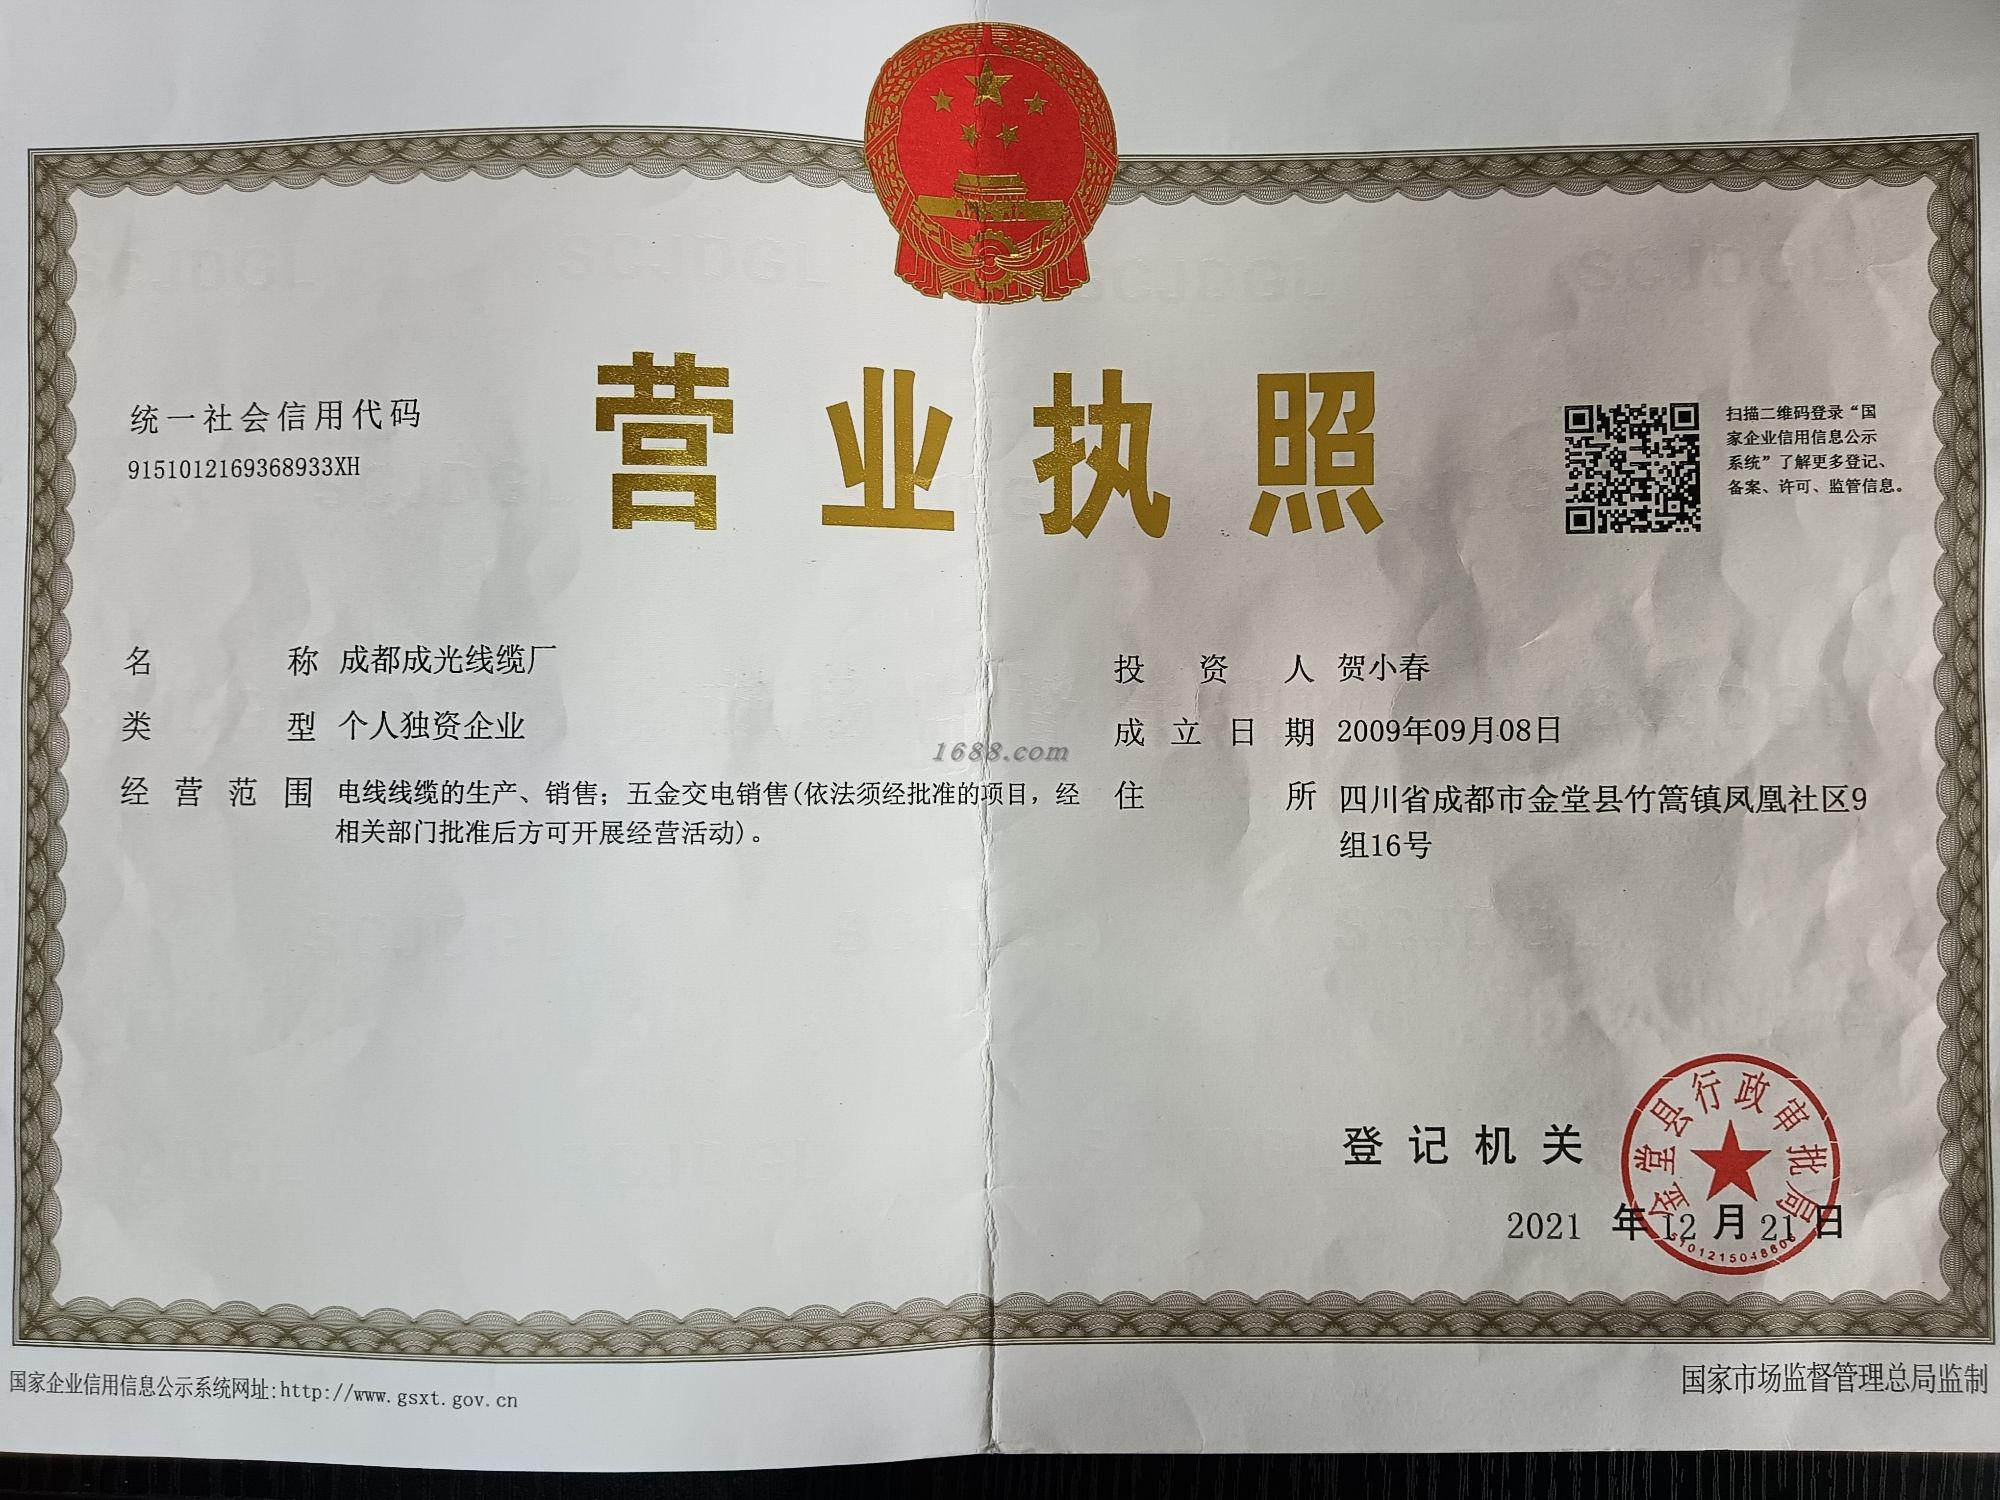 营业执照
统一社会信用代码
9151012169368933XH
扫描二维码登录“国
家企业信用信息公示
系统”了解更多登记、
备案、许可、监管信息。
名称 成都成光线缆厂
类型 个人独资企业
经营范围 电线线缆的生产、销售；五金交电销售(依法须经批准的项目，经
相关部门批准后方可开展经营活动)。
投资人 贺小春
成立日期 2009年09月08日
住所 四川省成都市金堂县竹篙镇凤凰社区9
组16号
1688.com
登记机关
金堂县行政审批局
2021 年 12 月 21 日
国家企业信用信息公示系统网址:http://www.gsxt.gov.cn
国家市场监督管理总局监制